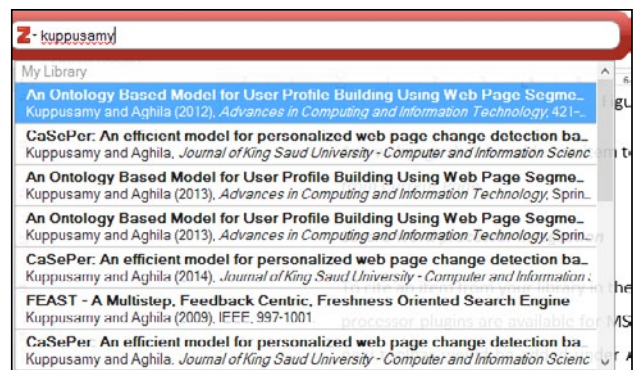 Z - kuppusamy
My Library
An Ontology Based Model for User Profile Building Using Web Page Segme...
Kuppusamy and Aghila (2012), Advances in Computing and Information Technology, 421-...
CaSePer: An efficient model for personalized web page change detection ba...
Kuppusamy and Aghila, Journal of King Saud University - Computer and Information Scienc
An Ontology Based Model for User Profile Building Using Web Page Segme...
Kuppusamy and Aghila (2013), Advances in Computing and Information Technology, Sprin...
An Ontology Based Model for User Profile Building Using Web Page Segme...
Kuppusamy and Aghila (2013), Advances in Computing and Information Technology, Sprin...
CaSePer: An efficient model for personalized web page change detection ba...
Kuppusamy and Aghila (2014), Journal of King Saud University - Computer and Information
FEAST - A Multistep, Feedback Centric, Freshness Oriented Search Engine
Kuppusamy and Aghila (2009), IEEE, 997-1001.
processor plugins are available for MS
CaSePer: An efficient model for personalized web page change detection ba...
Kuppusamy and Aghila, Journal of King Saud University - Computer and Information Scienc